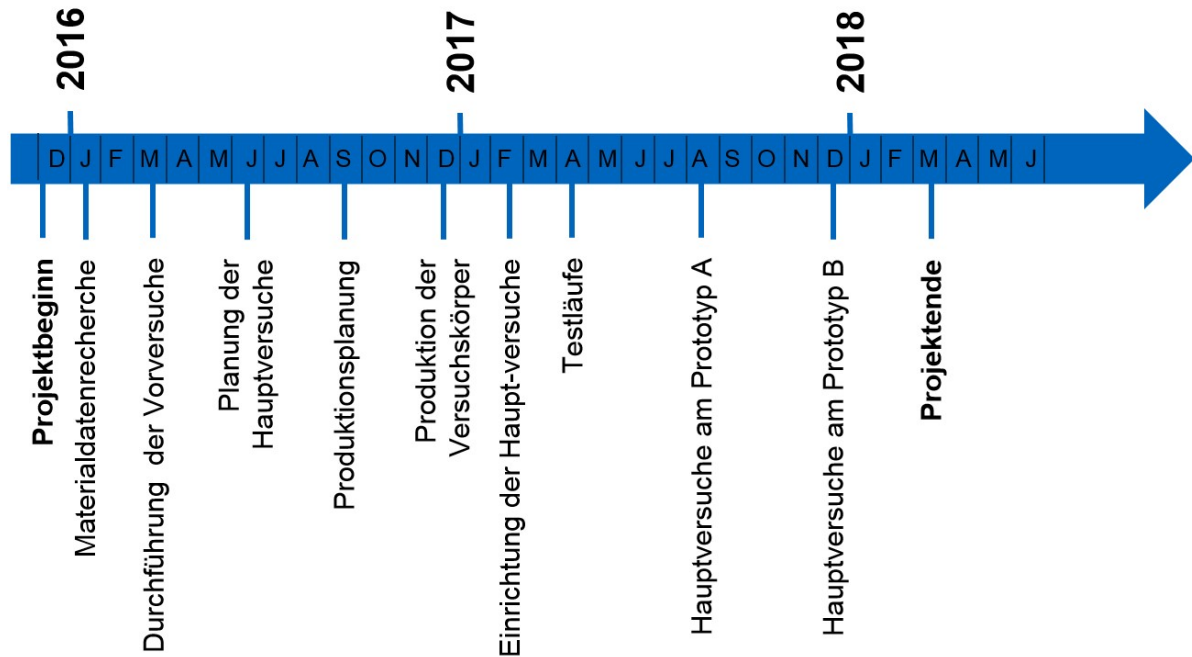 2016
2017
2018
D J F M A M J J A S O N D J F M A M J J A S O N D J F M A M J
Projektbeginn
Materialdatenrecherche
Durchführung der Vorversuche
Planung der
Hauptversuche
Produktionsplanung
Produktion der
Versuchskörper
Einrichtung der Haupt-versuche
Testläufe
Hauptversuche am Prototyp A
Hauptversuche am Prototyp B
Projektende